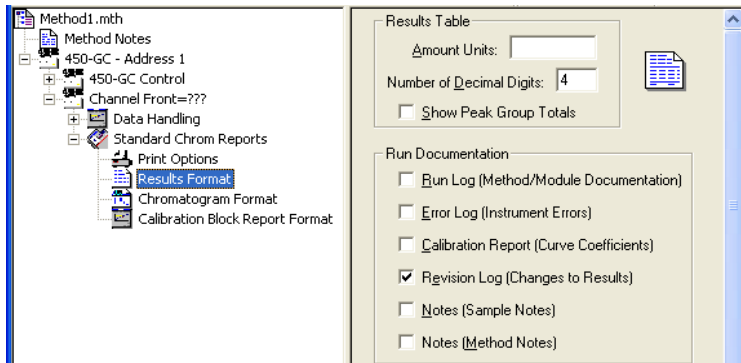 Method1.mth
Method Notes
450-GC - Address 1
450-GC Control
Channel Front=???
Data Handling
Standard Chrom Reports
Print Options
Results Format
Chromatogram Format
Calibration Block Report Format
Results Table
Amount Units:
Number of Decimal Digits: 4
Show Peak Group Totals
Run Documentation
Run Log (Method/Module Documentation)
Error Log (Instrument Errors)
Calibration Report (Curve Coefficients)
Revision Log (Changes to Results)
Notes (Sample Notes)
Notes (Method Notes)